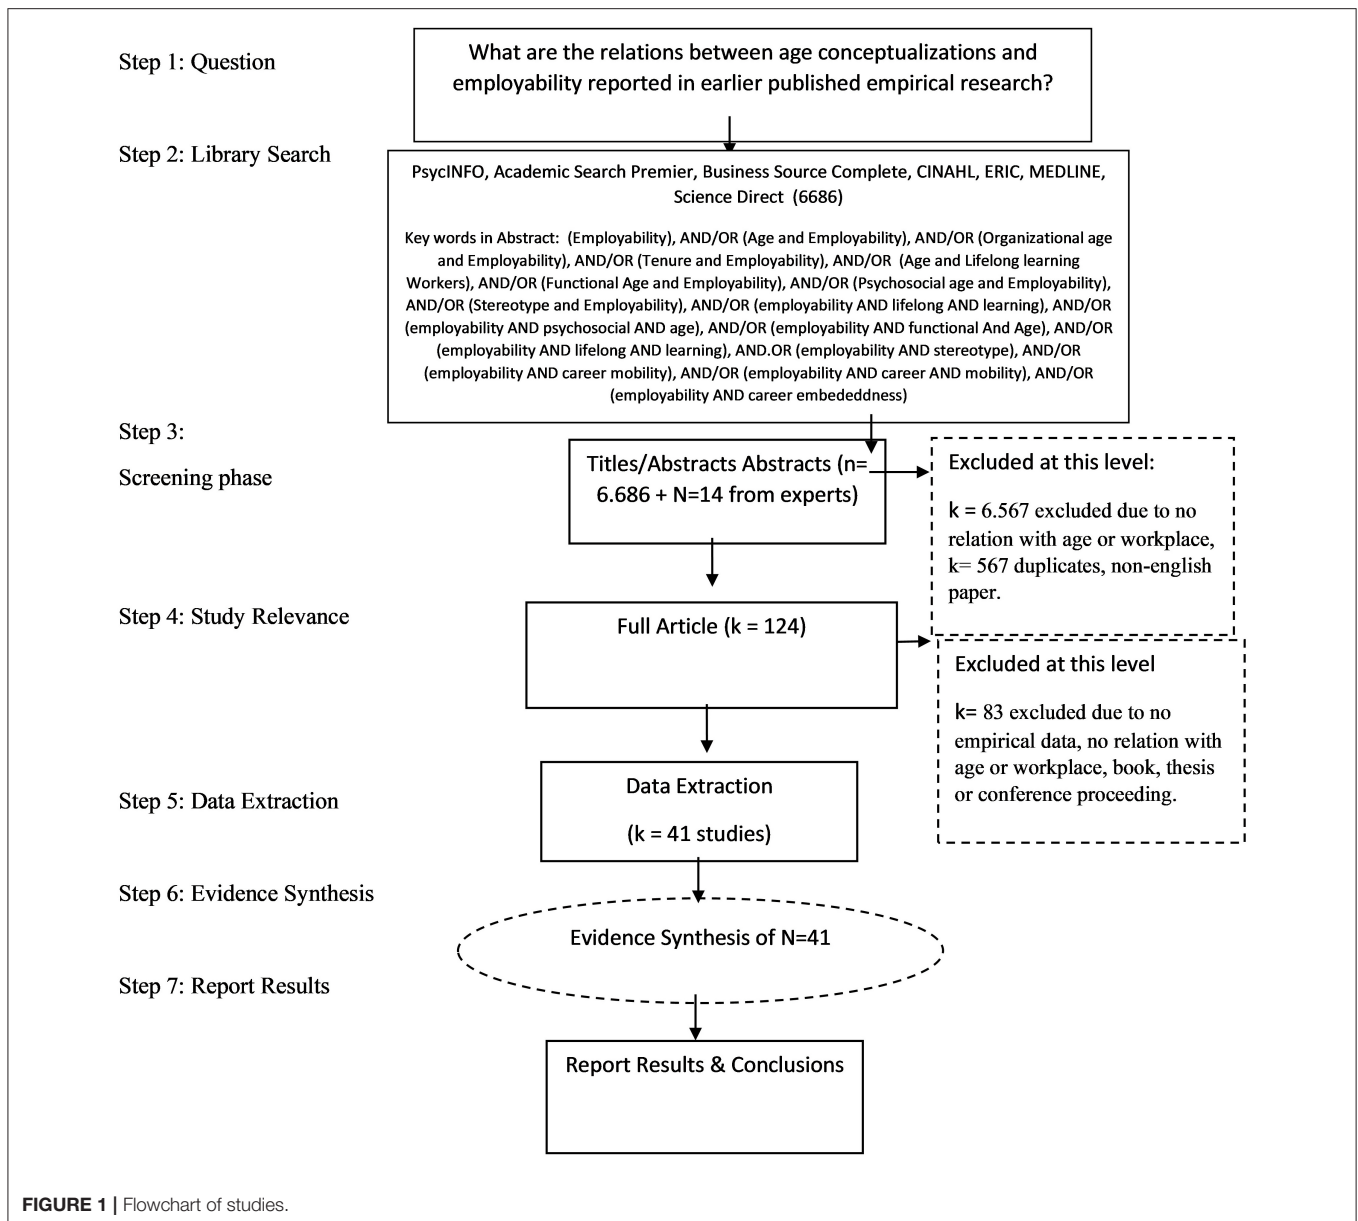 Step 1: Question
What are the relations between age conceptualizations and
employability reported in earlier published empirical research?
Step 2: Library Search
PsycINFO, Academic Search Premier, Business Source Complete, CINAHL, ERIC, MEDLINE,
Science Direct (6686)
Key words in Abstract: (Employability), AND/OR (Age and Employability), AND/OR (Organizational age
and Employability), AND/OR (Tenure and Employability), AND/OR (Age and Lifelong learning
Workers), AND/OR (Functional Age and Employability), AND/OR (Psychosocial age and Employability),
AND/OR (Stereotype and Employability), AND/OR (employability AND lifelong AND learning), AND/OR
(employability AND psychosocial AND age), AND/OR (employability AND functional And Age), AND/OR
(employability AND lifelong AND learning), AND.OR (employability AND stereotype), AND/OR
(employability AND career mobility), AND/OR (employability AND career AND mobility), AND/OR
(employability AND career embededdness)
Step 3:
Screening phase
Titles/Abstracts Abstracts (n=
6.686 + N=14 from experts)
Excluded at this level:
k = 6.567 excluded due to no
relation with age or workplace,
k= 567 duplicates, non-english
paper.
Step 4: Study Relevance
Full Article (k = 124)
Excluded at this level
k= 83 excluded due to no
empirical data, no relation with
age or workplace, book, thesis
or conference proceeding.
Step 5: Data Extraction
Data Extraction
(k = 41 studies)
Step 6: Evidence Synthesis
Evidence Synthesis of N=41
Step 7: Report Results
Report Results & Conclusions
FIGURE 1 | Flowchart of studies.